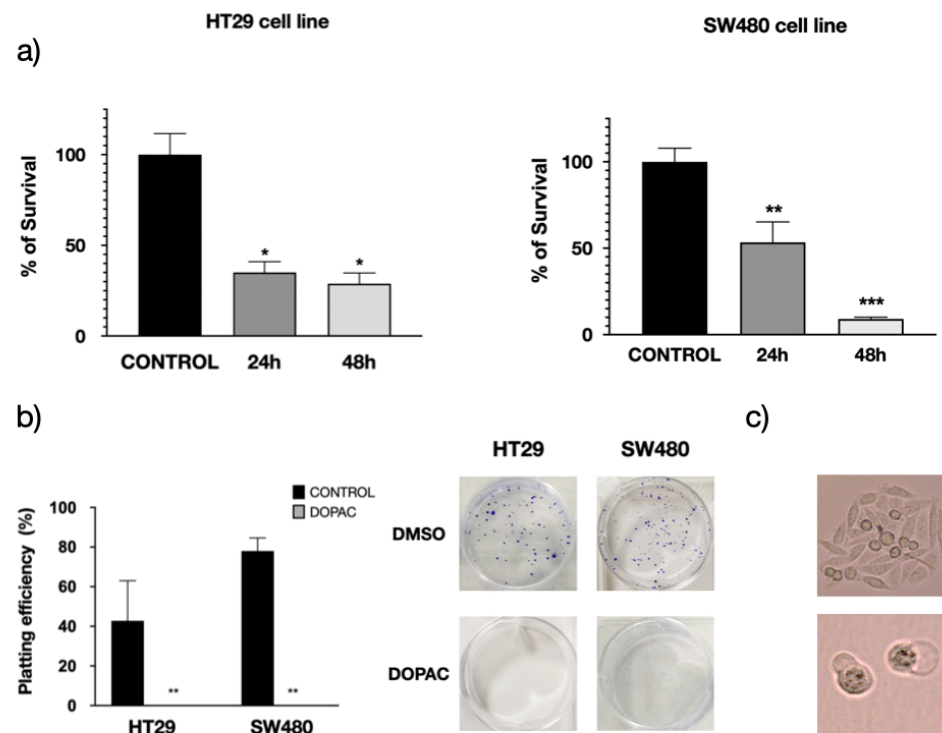 HT29 cell line
SW480 cell line
a)
% of Survival
100
50
0
*
*
CONTROL 24h 48h
% of Survival
100
50
0
**
***
CONTROL 24h 48h
b)
c)
Platting efficiency (%)
100
80
60
40
20
0
CONTROL
DOPAC
**
**
HT29 SW480
HT29 SW480
DMSO
DOPAC